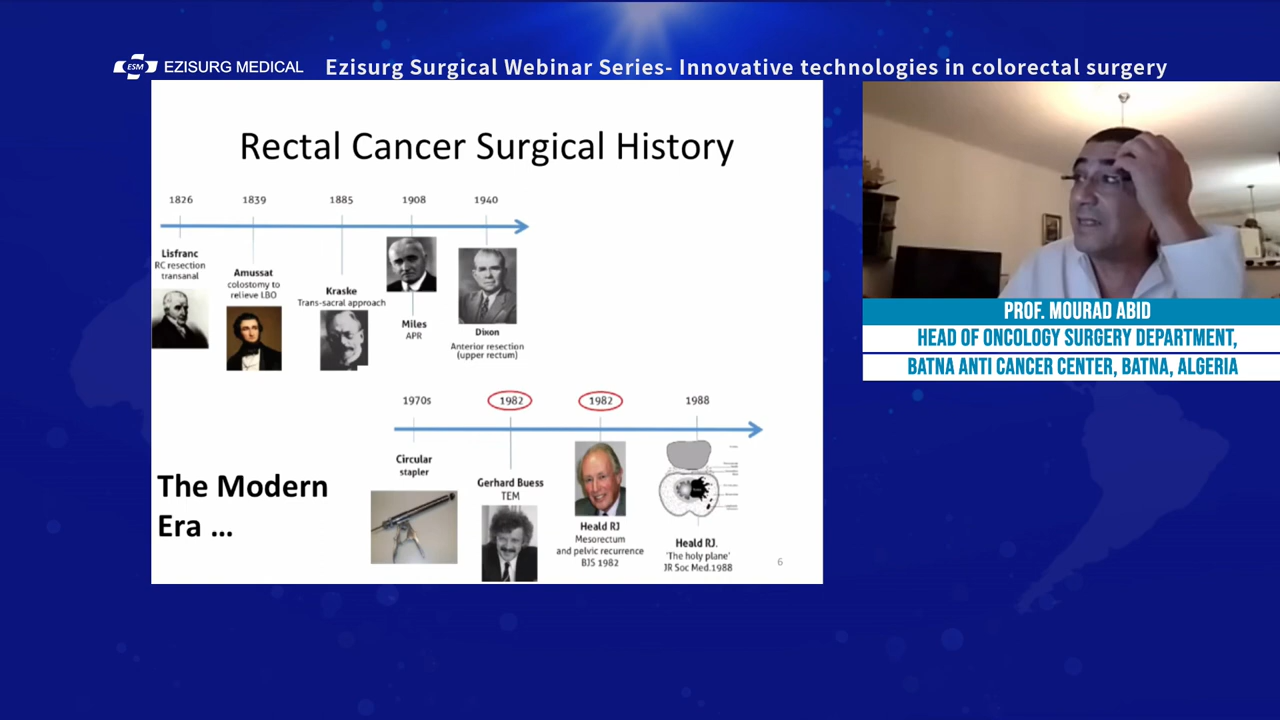 ESM
EZISURG MEDICAL
Ezisurg Surgical Webinar Series- Innovative technologies in colorectal surgery
Rectal Cancer Surgical History
1826
1839
1885
1908
1940
Lisfranc
RC resection
transanal
Amussat
colostomy to
relieve LBO
Kraske
Trans-sacral approach
Miles
APR
Dixon
Anterior resection
(upper rectum)
The Modern
Era ...
1970s
1982
1982
1988
Circular
stapler
Gerhard Buess
TEM
Heald RJ
Mesorectum
and pelvic recurrence
BJS 1982
Heald RJ.
'The holy plane'
JR Soc Med.1988
6
PROF. MOURAD ABID
HEAD OF ONCOLOGY SURGERY DEPARTMENT,
BATNA ANTI CANCER CENTER, BATNA, ALGERIA